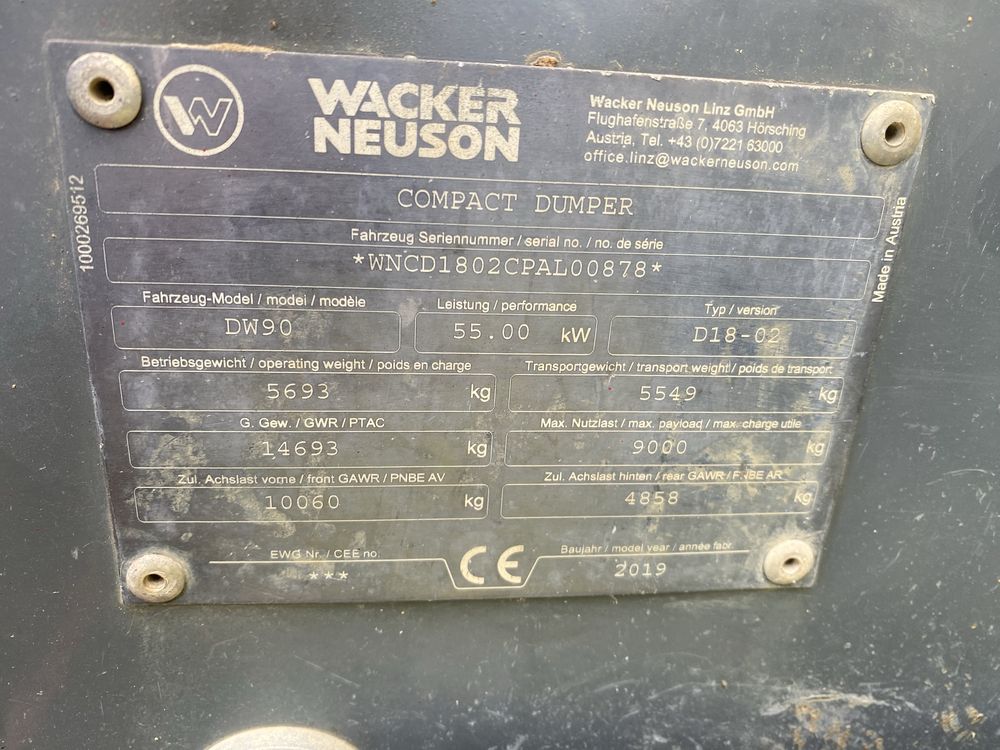 W
WACKER
NEUSON
Wacker Neuson Linz GmbH
Flughafenstraße 7, 4063 Hörsching
Austria, Tel. +43 (0)7221 63000
office.linz@wackerneuson.com
1000269512
COMPACT DUMPER
Fahrzeug Seriennummer / serial no. / no. de série
*WNCD1802CPAL00878*
Made in Austria
Fahrzeug-Model / model / modèle Leistung / performance Typ / version
DW90 55.00 kW D18-02
Betriebsgewicht / operating weight / poids en charge Transportgewicht / transport weight / poids de transport
5693 kg 5549 kg
G. Gew. / GWR / PTAC Max. Nutzlast / max. payload / max. charge utile
14693 kg 9000 kg
Zul. Achslast vorne / front GAWR / PNBE AV Zul. Achslast hinten / rear GAWR / PNBE AR
10060 kg 4858 kg
EWG Nr. / CEE no. CE Baujahr / model year / année fabr.
*** 2019